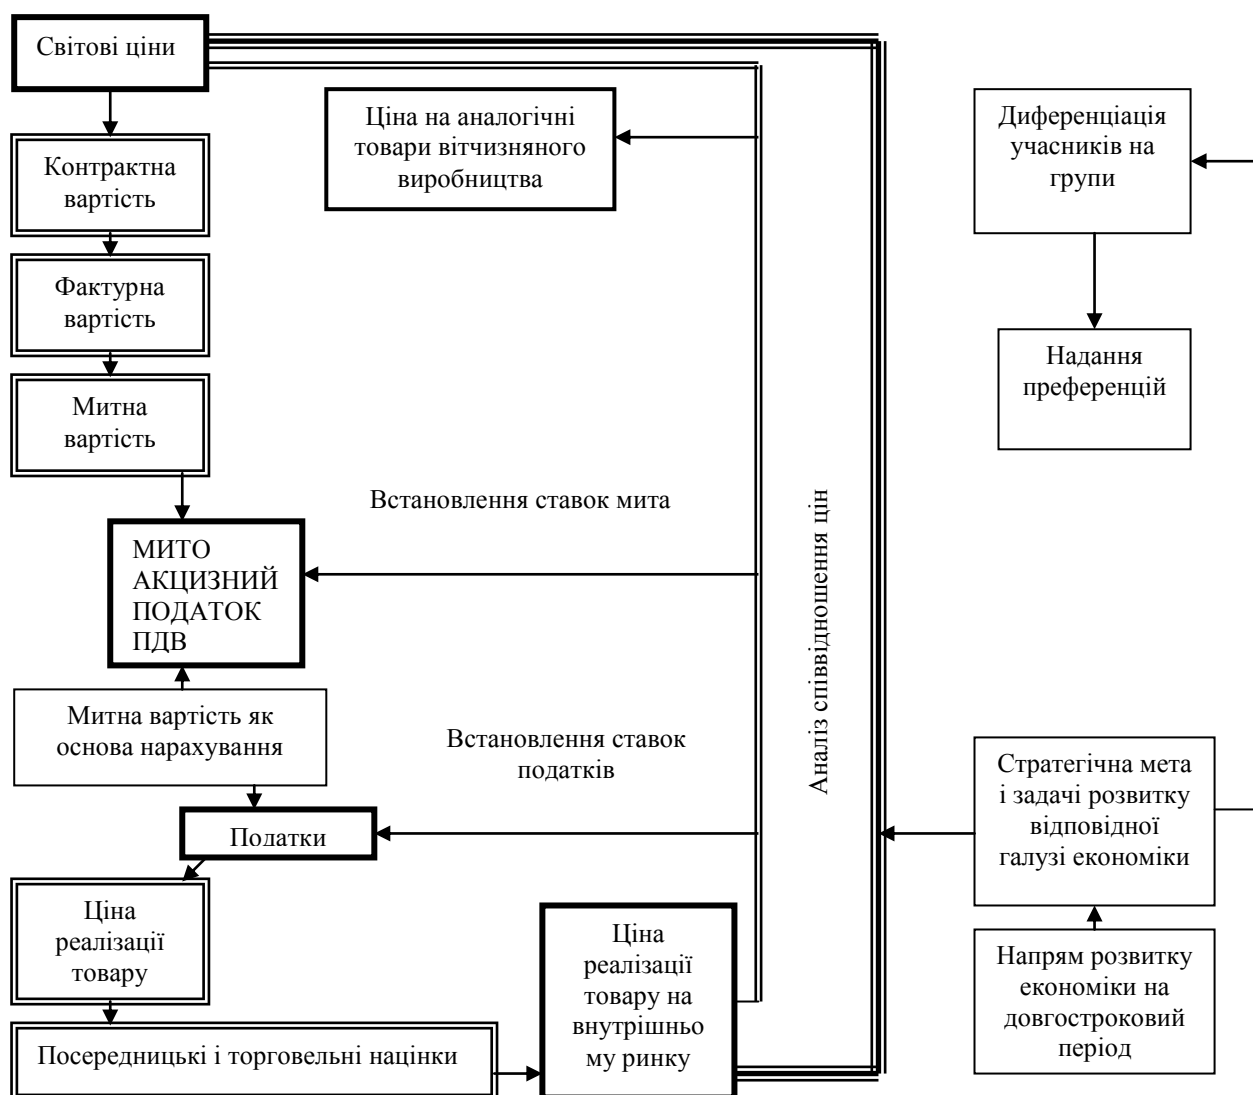 Світові ціни
Контрактна
вартість
Фактурна
вартість
Митна
вартість
Ціна на аналогічні
товари вітчизняного
виробництва
Диференціація
учасників на
групи
Надання
преференцій
Встановлення ставок мита
МИТО
АКЦИЗНИЙ
ПОДАТОК
ПДВ
Митна вартість як
основа нарахування
Встановлення ставок
податків
Податки
Аналіз співвідношення цін
Ціна
реалізації
товару
Посередницькі і торговельні націнки
Ціна
реалізації
товару на
внутрішньо
му ринку
Стратегічна мета
і задачі розвитку
відповідної
галузі економіки
Напрям розвитку
економіки на
довгостроковий
період